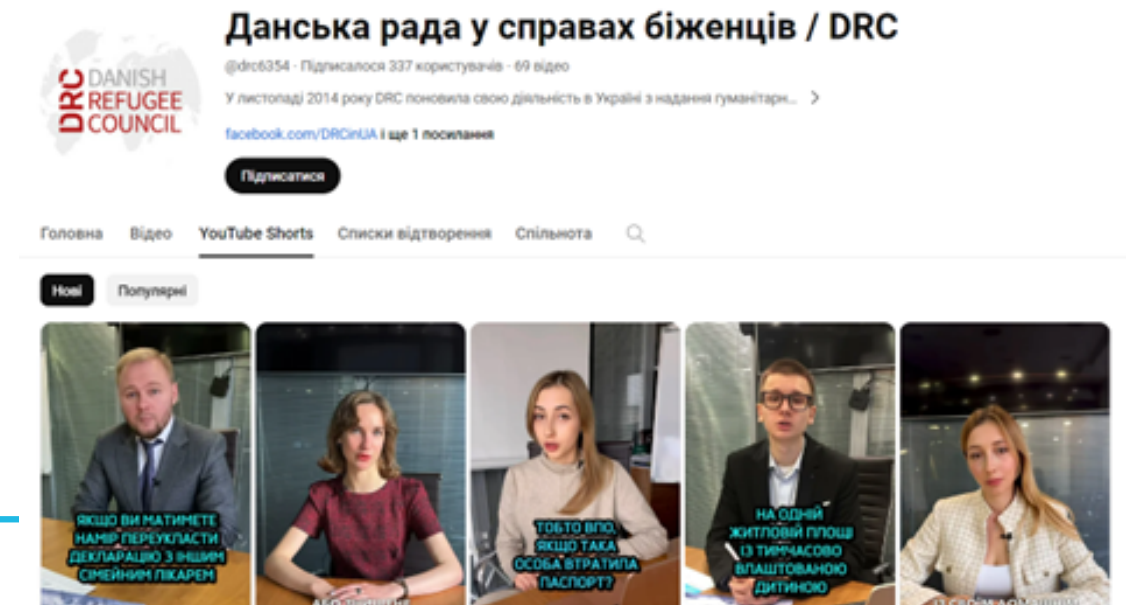 Данська рада у справах біженців / DRC
DRC DANISH
REFUGEE
COUNCIL
@drc6354 · Підписалося 337 користувачів · 69 відео
У листопаді 2014 року DRC поновила свою діяльність в Україні з надання гуманітарн...
facebook.com/DRCinUA і ще 1 посилання
Підписатися
Головна Відео YouTube Shorts Списки відтворення Спільнота
Нові Популярні
ЯКЩО ВИ МАТИМЕТЕ
НАМІР ПЕРЕУКЛАСТИ
ДЕКЛАРАЦІЮ З ІНШИМ
СІМЕЙНИМ ЛІКАРЕМ
ТОБТО ВПО,
ЯКЩО ТАКА
ОСОБА ВТРАТИЛА
ПАСПОРТ?
НА ОДНІЙ
ЖИТЛОВІЙ ПЛОЩІ
ІЗ ТИМЧАСОВО
ВЛАШТОВАНОЮ
ДИТИНОЮ